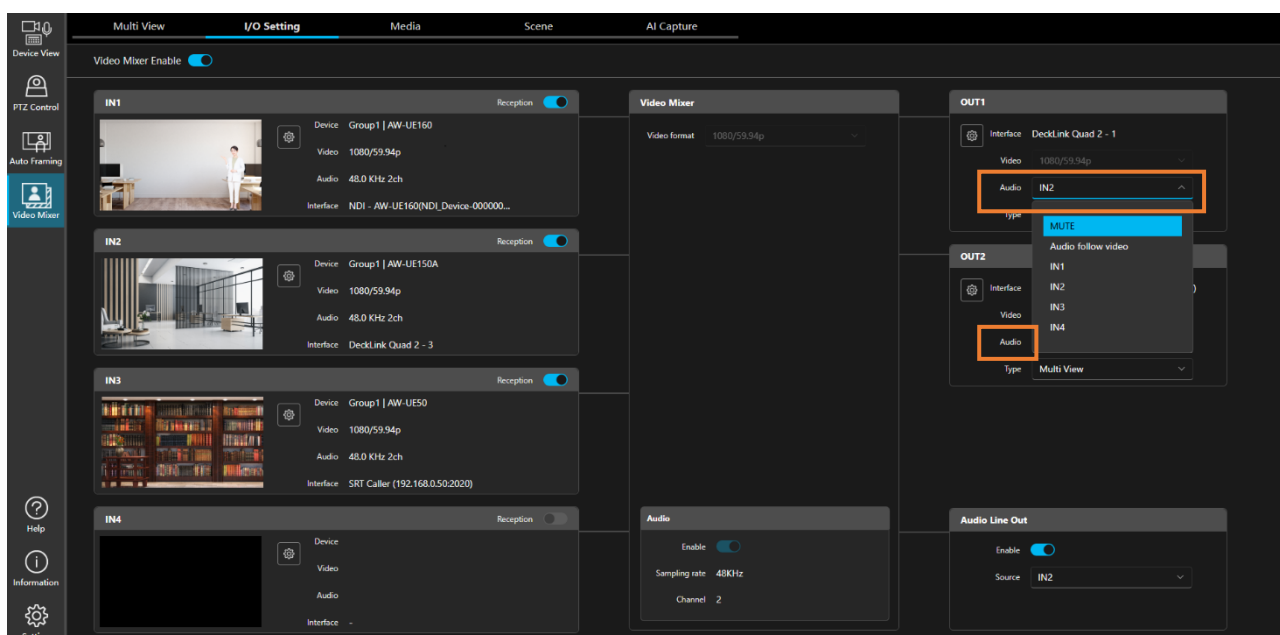 Multi View I/O Setting Media Scene AI Capture
Device View
Video Mixer Enable
PTZ Control
Auto Framing
Video Mixer
Help
Information
IN1 Reception
Device Group1 | AW-UE160
Video 1080/59.94p
Audio 48.0 KHz 2ch
Interface NDI - AW-UE160(NDI_Device-000000...
IN2 Reception
Device Group1 | AW-UE150A
Video 1080/59.94p
Audio 48.0 KHz 2ch
Interface DeckLink Quad 2 - 3
IN3 Reception
Device Group1 | AW-UE50
Video 1080/59.94p
Audio 48.0 KHz 2ch
Interface SRT Caller (192.168.0.50:2020)
IN4 Reception
Device
Video
Audio
Interface -
Video Mixer
Video format 1080/59.94p
Audio
Enable
Sampling rate 48KHz
Channel 2
OUT1
Interface DeckLink Quad 2 - 1
Video 1080/59.94p
Audio IN2
Type
MUTE
Audio follow video
IN1
IN2
IN3
IN4
OUT2
Interface )
Video
Audio
Type Multi View
Audio Line Out
Enable
Source IN2